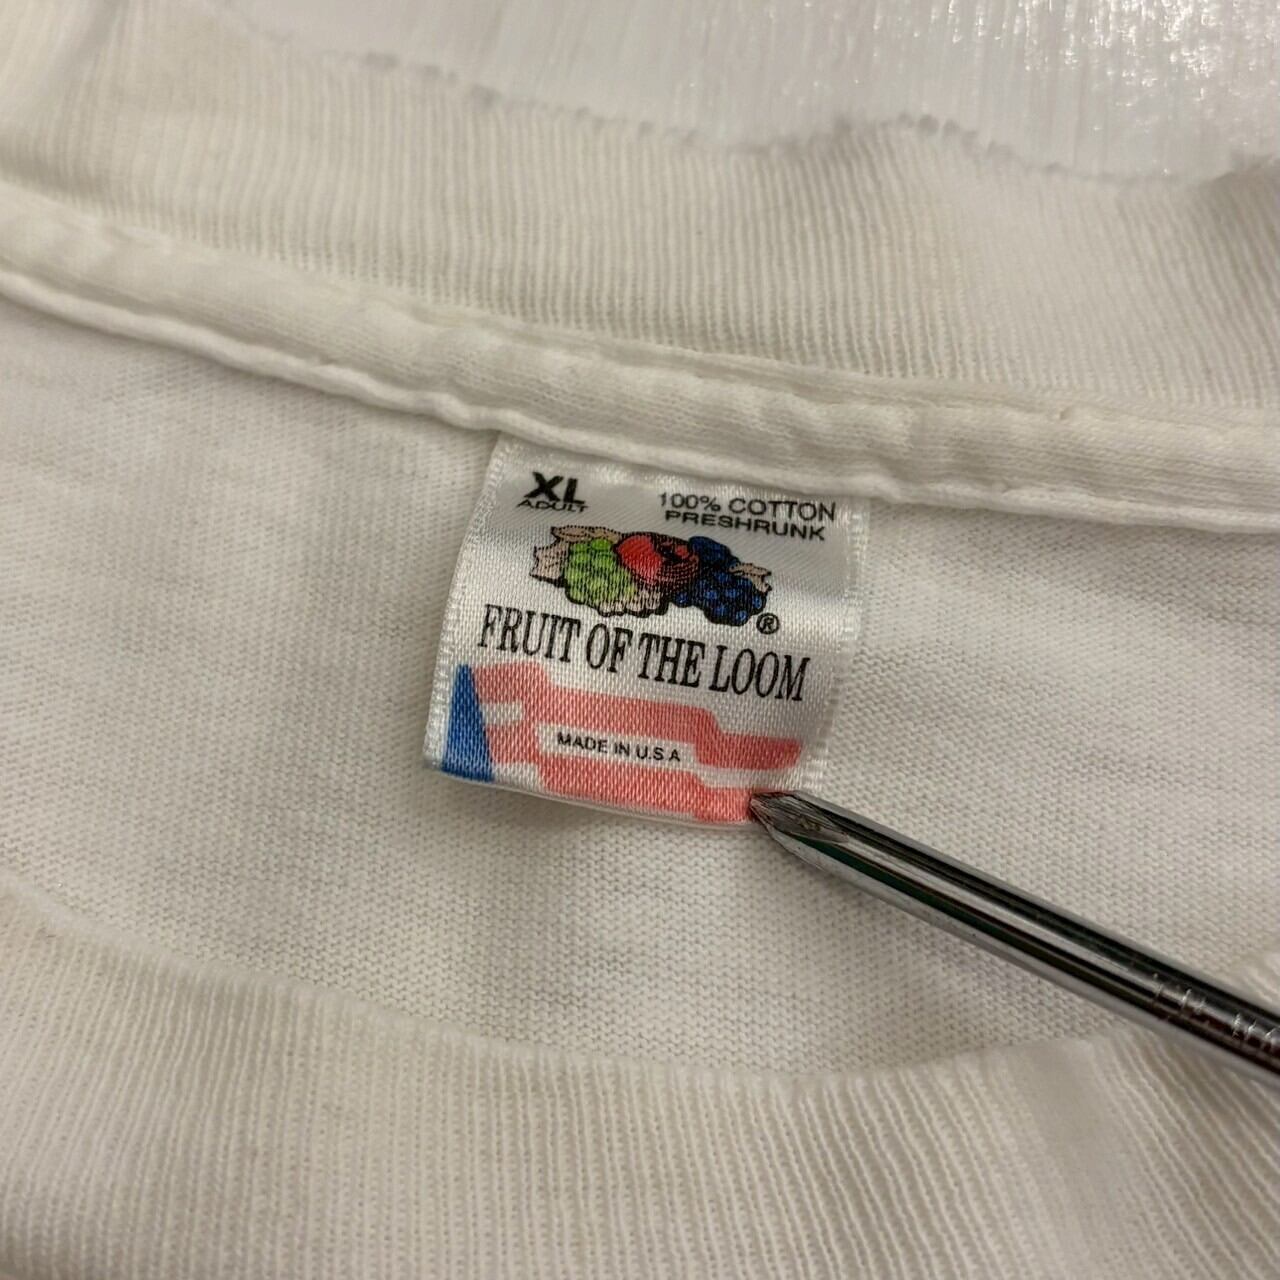 XL
ADULT
100% COTTON
PRESHRUNK
®
FRUIT OF THE LOOM
MADE IN U.S.A